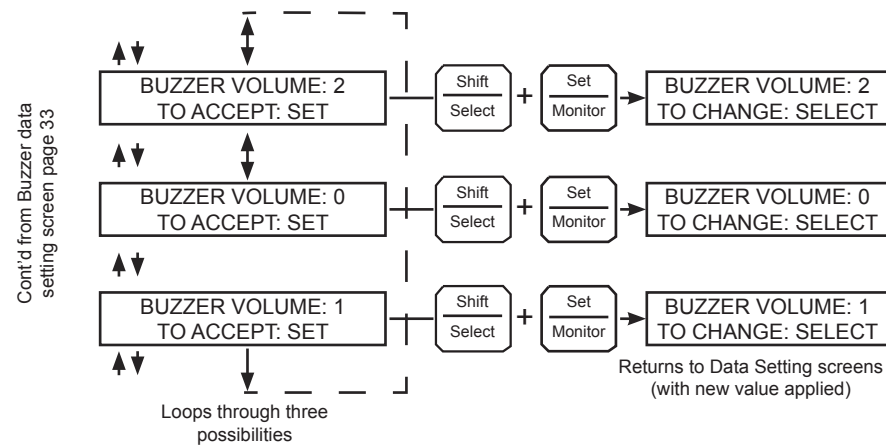 Cont'd from Buzzer data
setting screen page 33
BUZZER VOLUME: 2
TO ACCEPT: SET
Shift
Select
+
Set
Monitor
BUZZER VOLUME: 2
TO CHANGE: SELECT
BUZZER VOLUME: 0
TO ACCEPT: SET
Shift
Select
+
Set
Monitor
BUZZER VOLUME: 0
TO CHANGE: SELECT
BUZZER VOLUME: 1
TO ACCEPT: SET
Shift
Select
+
Set
Monitor
BUZZER VOLUME: 1
TO CHANGE: SELECT
Returns to Data Setting screens
(with new value applied)
Loops through three
possibilities